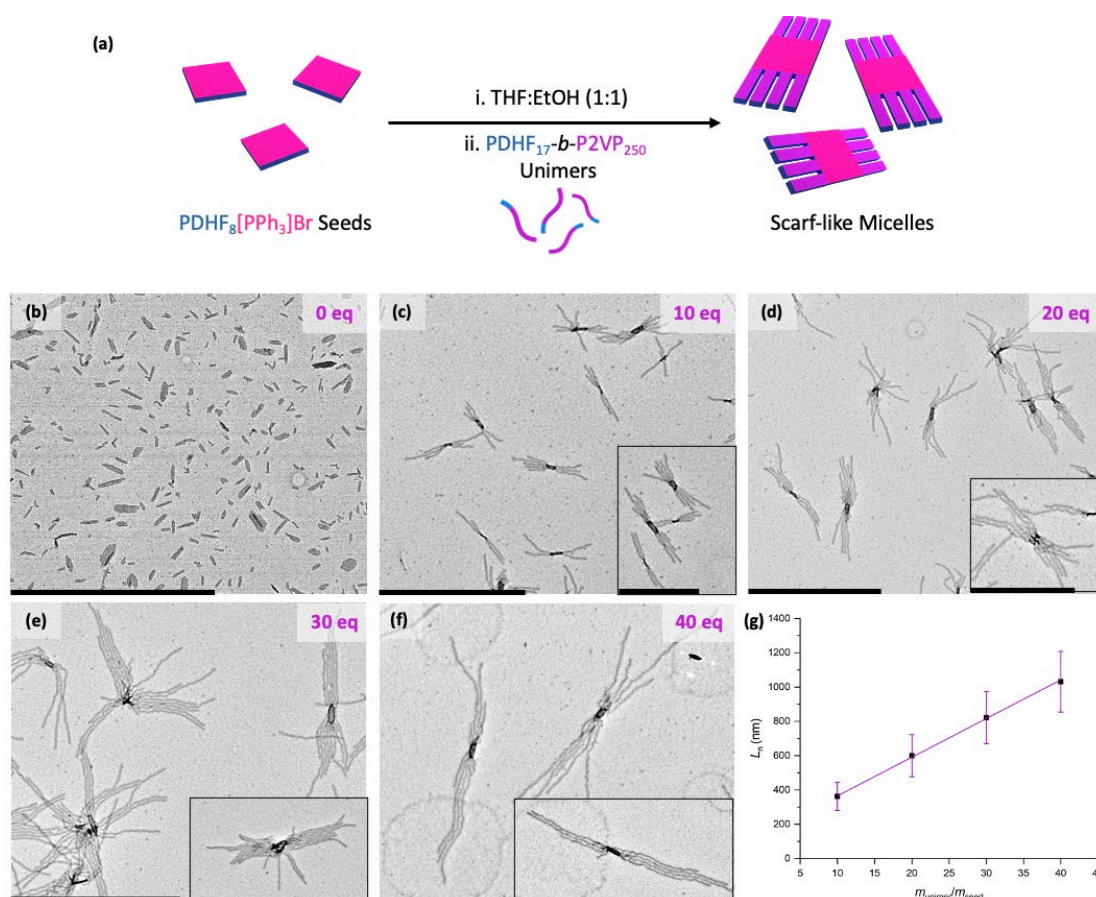 (a)
i. THF:EtOH (1:1)
ii. PDHF₁₇-b-P2VP₂₅₀
Unimers
PDHF₈[PPh₃]Br Seeds
Scarf-like Micelles
(b)
0 eq
(c)
10 eq
(d)
20 eq
(e)
30 eq
(f)
40 eq
(g)
1400
1200
1000
800
600
400
200
0
Lₙ (nm)
5 10 15 20 25 30 35 40
m_unimer/m_seed